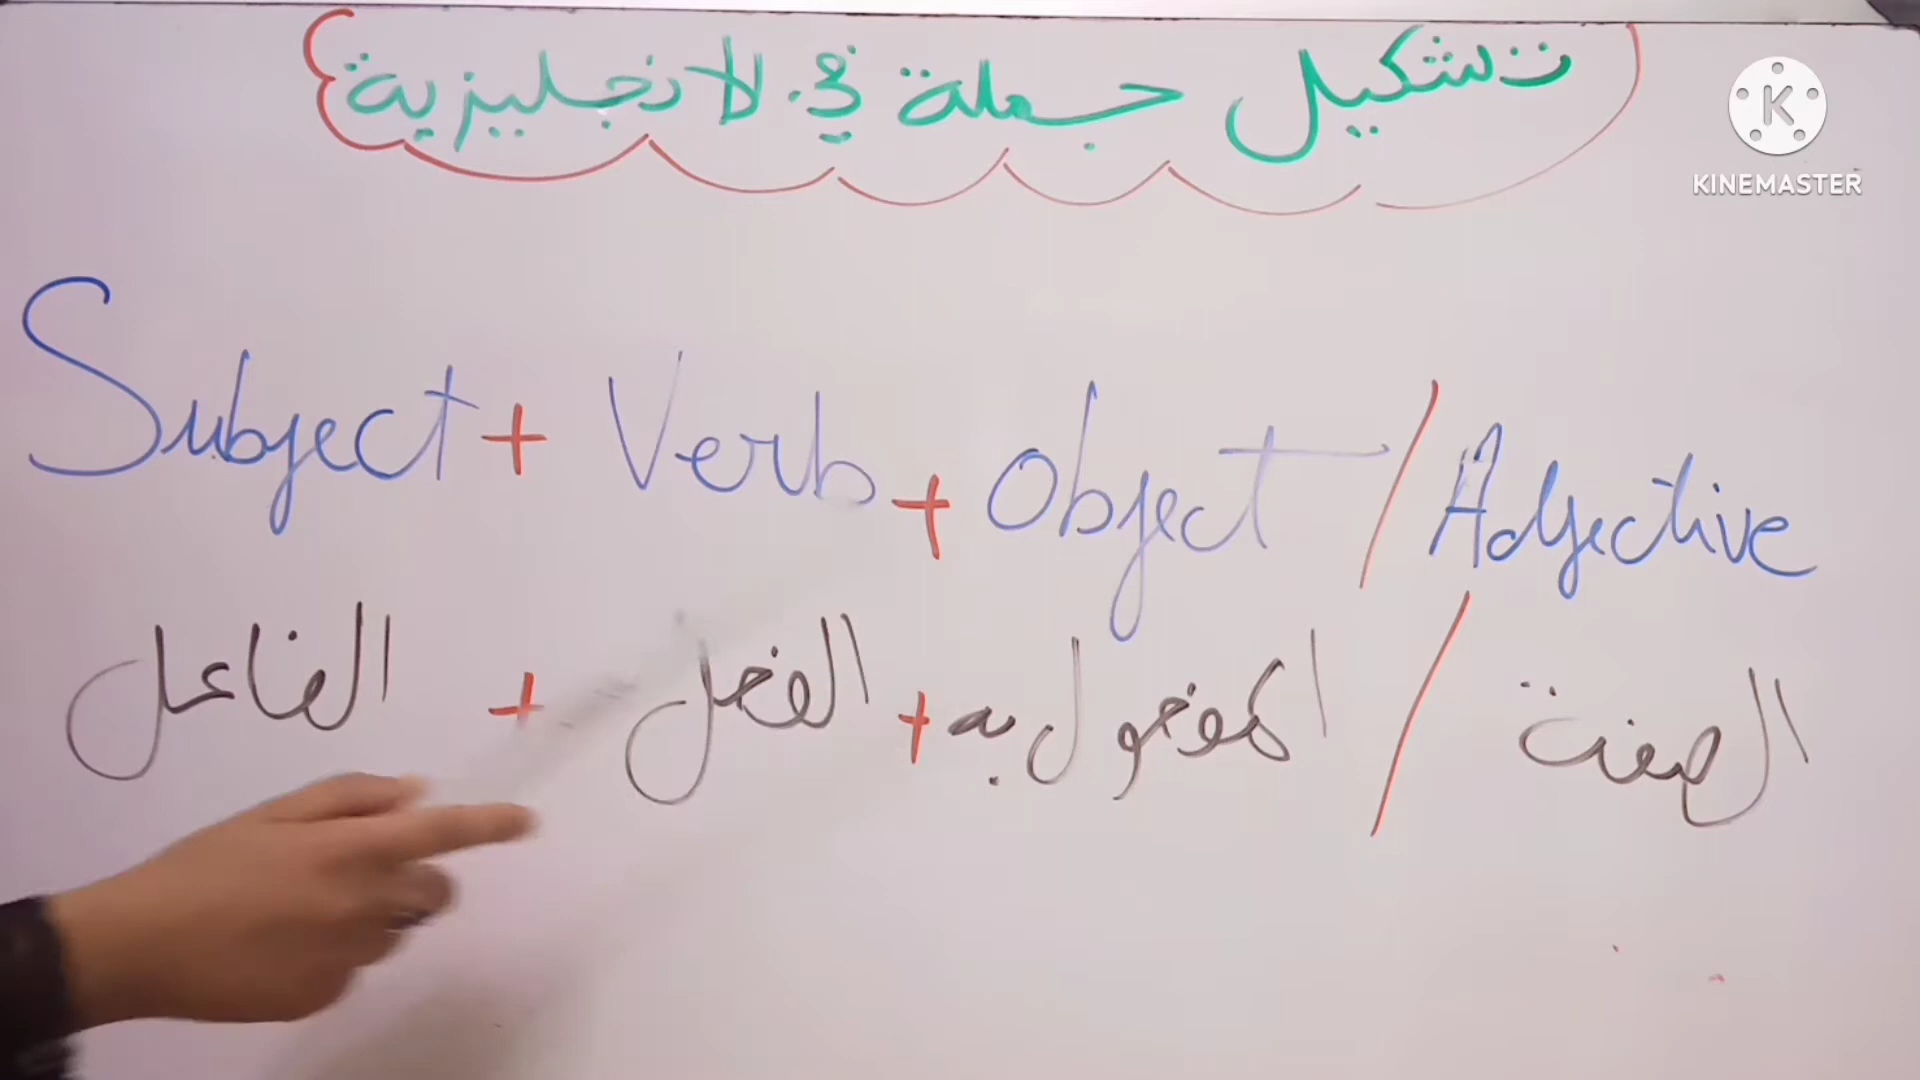 تشكيل جملة في الانجليزية
KINEMASTER
Subject + Verb + Object / Adjective
الفاعل + الفعل + المفعول به / الصفة